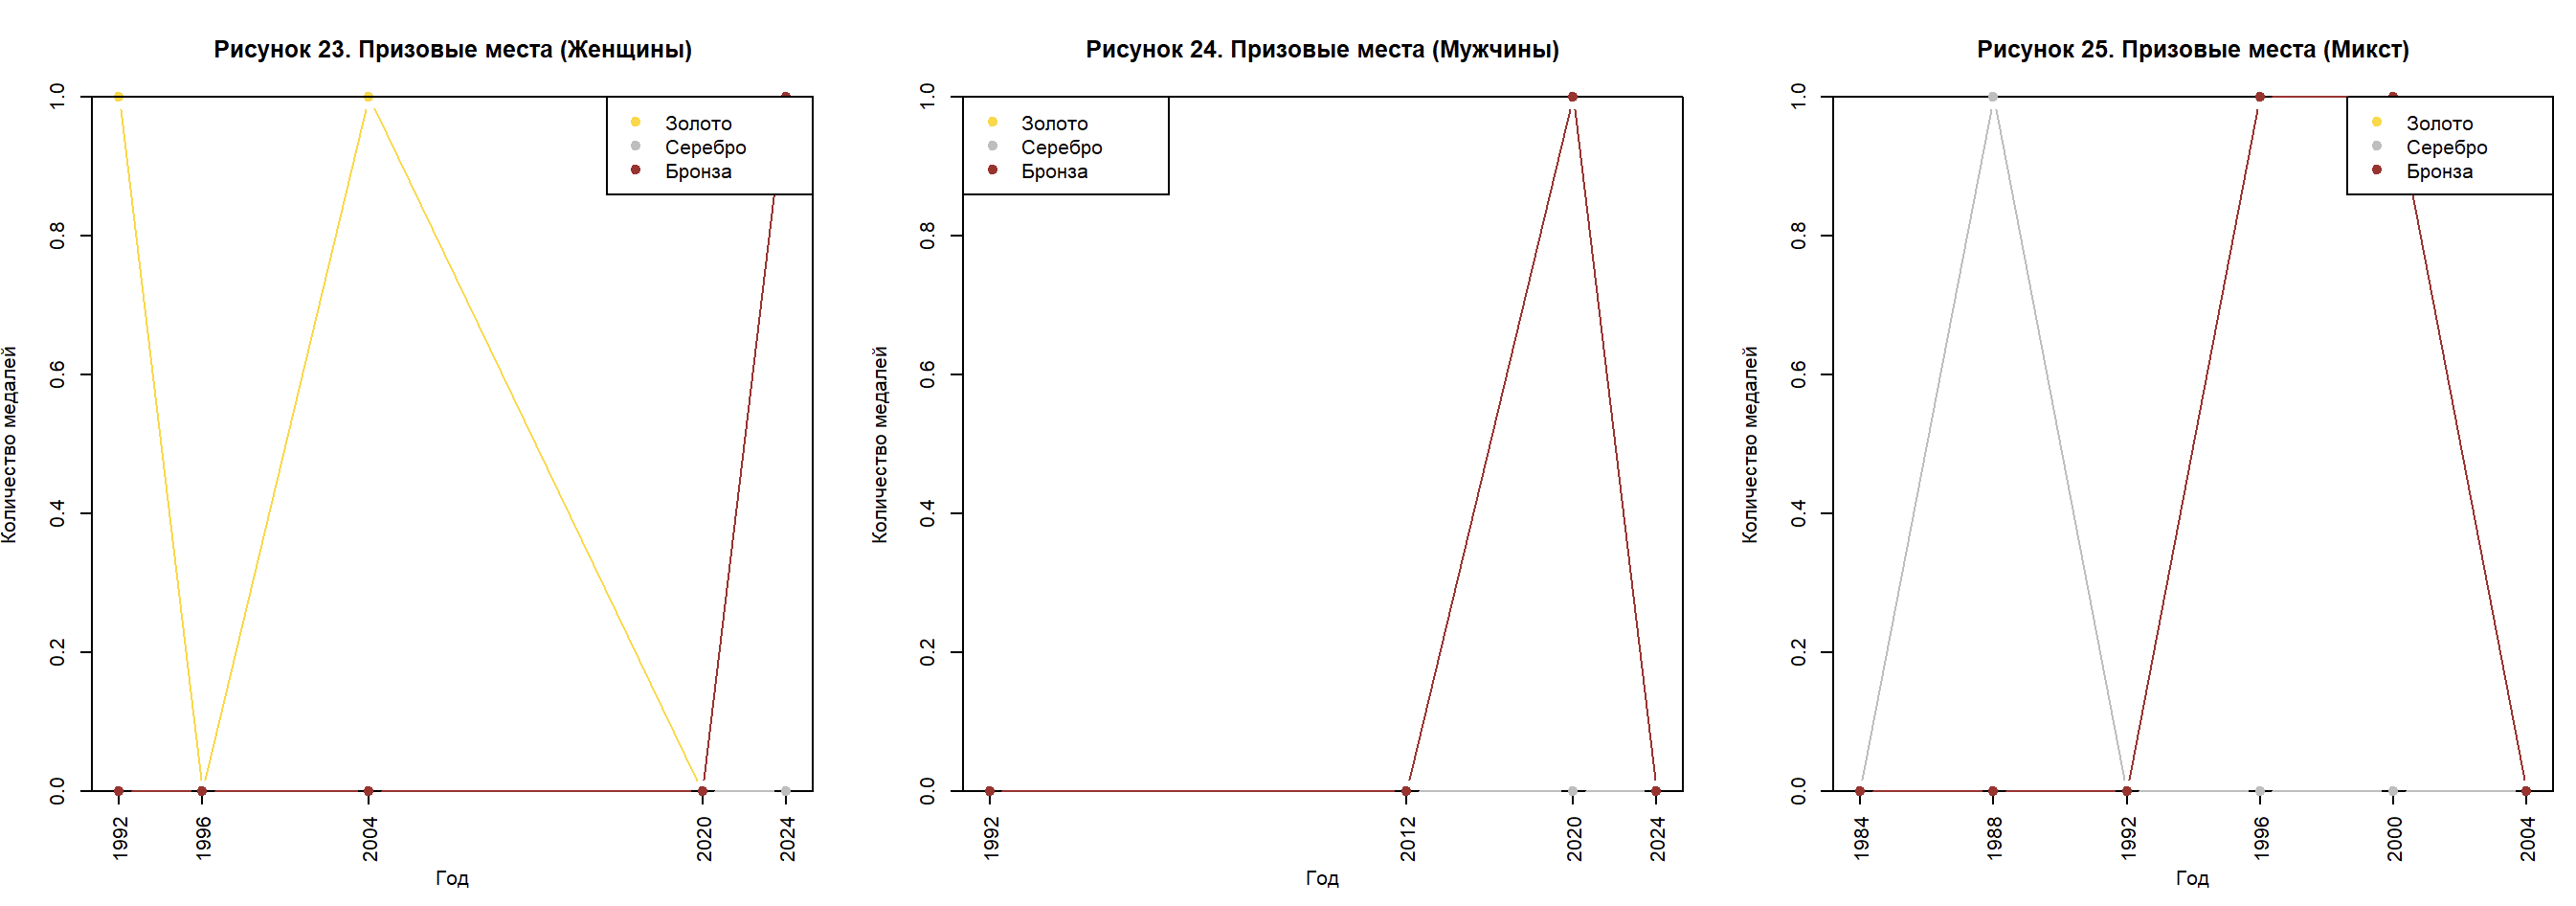 Рисунок 23. Призовые места (Женщины)
Количество медалей
1.0
0.8
0.6
0.4
0.2
0.0
Золото
Серебро
Бронза
1992
1996
2004
2020
2024
Год
Рисунок 24. Призовые места (Мужчины)
Количество медалей
1.0
0.8
0.6
0.4
0.2
0.0
Золото
Серебро
Бронза
1992
2012
2020
2024
Год
Рисунок 25. Призовые места (Микст)
Количество медалей
1.0
0.8
0.6
0.4
0.2
0.0
Золото
Серебро
Бронза
1984
1988
1992
1996
2000
2004
Год